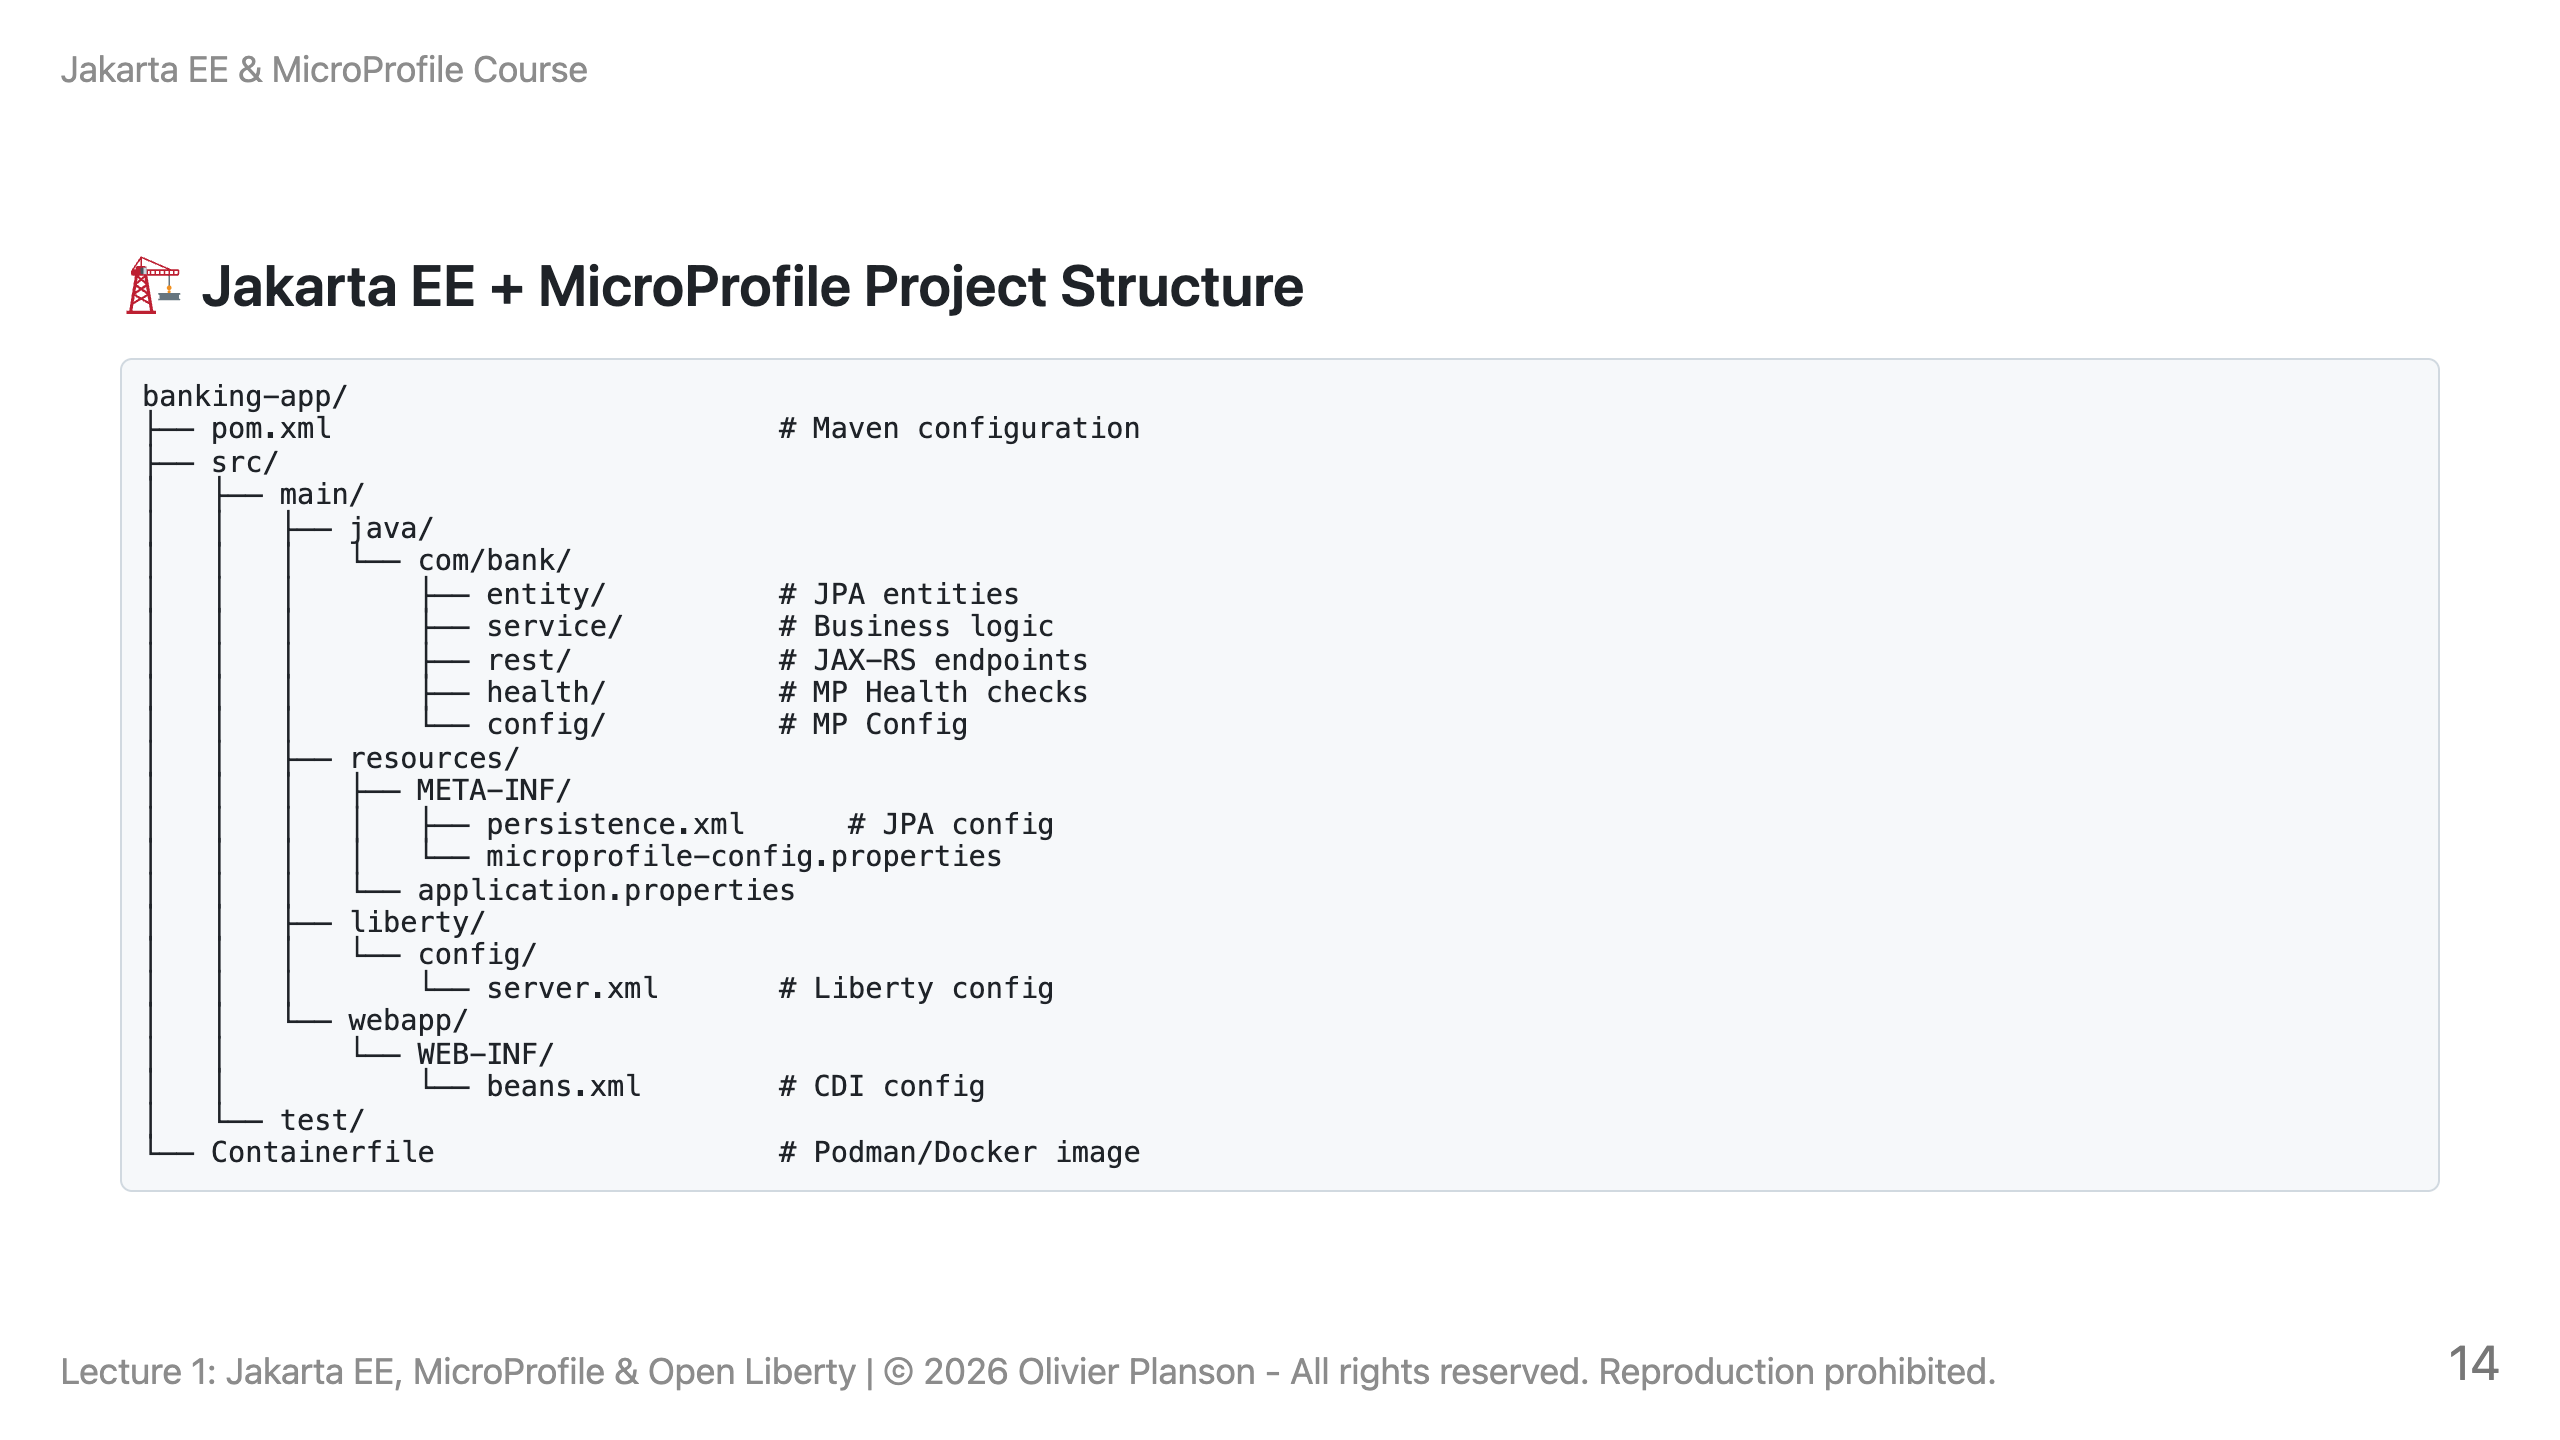 Jakarta EE & MicroProfile Course
🏗️ Jakarta EE + MicroProfile Project Structure
banking-app/
├── pom.xml                          # Maven configuration
├── src/
│   ├── main/
│   │   ├── java/
│   │   │   └── com/bank/
│   │   │       ├── entity/          # JPA entities
│   │   │       ├── service/         # Business logic
│   │   │       ├── rest/            # JAX-RS endpoints
│   │   │       ├── health/          # MP Health checks
│   │   │       └── config/          # MP Config
│   │   ├── resources/
│   │   │   ├── META-INF/
│   │   │   │   ├── persistence.xml      # JPA config
│   │   │   │   └── microprofile-config.properties
│   │   │   └── application.properties
│   │   ├── liberty/
│   │   │   └── config/
│   │   │       └── server.xml       # Liberty config
│   │   └── webapp/
│   │       └── WEB-INF/
│   │           └── beans.xml        # CDI config
│   └── test/
└── Containerfile                    # Podman/Docker image
Lecture 1: Jakarta EE, MicroProfile & Open Liberty | © 2026 Olivier Planson - All rights reserved. Reproduction prohibited.
14